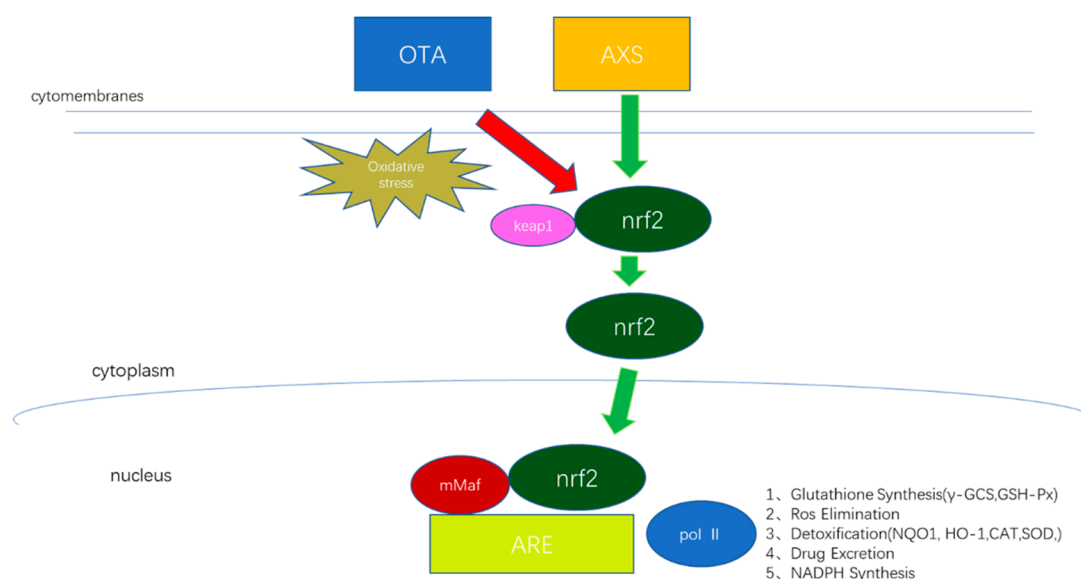 OTA
AXS
cytomembranes
Oxidative
stress
keap1
nrf2
nrf2
cytoplasm
nucleus
mMaf
nrf2
ARE
pol Ⅱ
1、 Glutathione Synthesis(γ-GCS,GSH-Px)
2、 Ros Elimination
3、 Detoxification(NQO1, HO-1,CAT,SOD,)
4、 Drug Excretion
5、 NADPH Synthesis